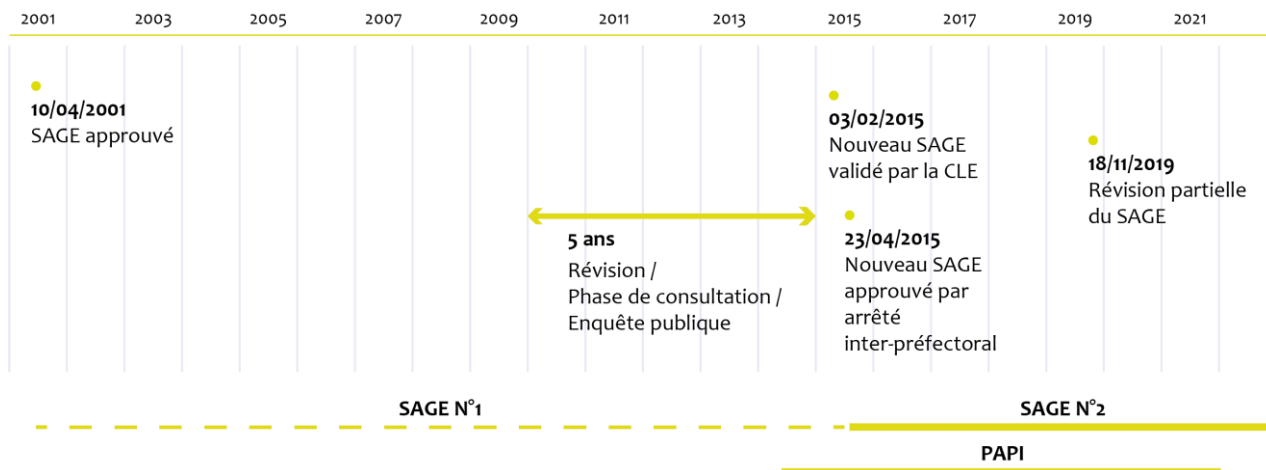 2001 2003 2005 2007 2009 2011 2013 2015 2017 2019 2021
10/04/2001
SAGE approuvé
5 ans
Révision /
Phase de consultation /
Enquête publique
03/02/2015
Nouveau SAGE
validé par la CLE
23/04/2015
Nouveau SAGE
approuvé par
arrêté
inter-préfectoral
18/11/2019
Révision partielle
du SAGE
SAGE N°1
SAGE N°2
PAPI